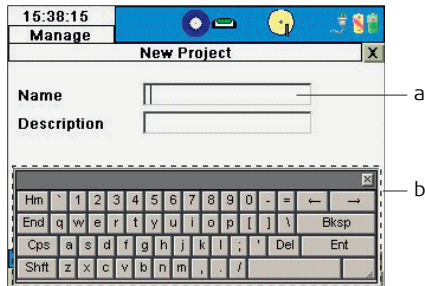 15:38:15
Manage
New Project
X
Name
a
Description
b
Hm ` 1 2 3 4 5 6 7 8 9 0 - = ← →
End q w e r t y u i o p [ ] \ Bksp
Cps a s d f g h j k l ; ' Del Ent
Shft z x c v b n m , . /